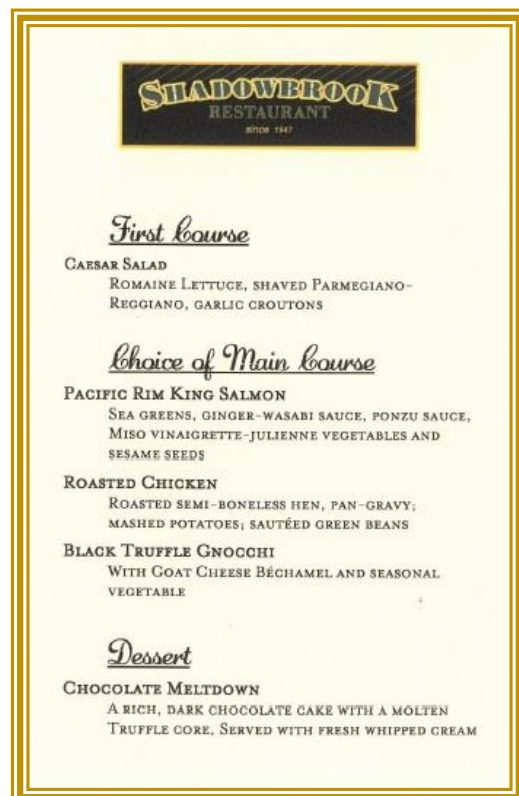 SHADOWBROOK
RESTAURANT
SINCE 1947
First Course
CAESAR SALAD
ROMAINE LETTUCE, SHAVED PARMEGIANO-
REGGIANO, GARLIC CROUTONS
Choice of Main Course
PACIFIC RIM KING SALMON
SEA GREENS, GINGER-WASABI SAUCE, PONZU SAUCE,
MISO VINAIGRETTE-JULIENNE VEGETABLES AND
SESAME SEEDS
ROASTED CHICKEN
ROASTED SEMI-BONELESS HEN, PAN-GRAVY;
MASHED POTATOES; SAUTÉED GREEN BEANS
BLACK TRUFFLE GNOCCHI
WITH GOAT CHEESE BÉCHAMEL AND SEASONAL
VEGETABLE
Dessert
CHOCOLATE MELTDOWN
A RICH, DARK CHOCOLATE CAKE WITH A MOLTEN
TRUFFLE CORE, SERVED WITH FRESH WHIPPED CREAM